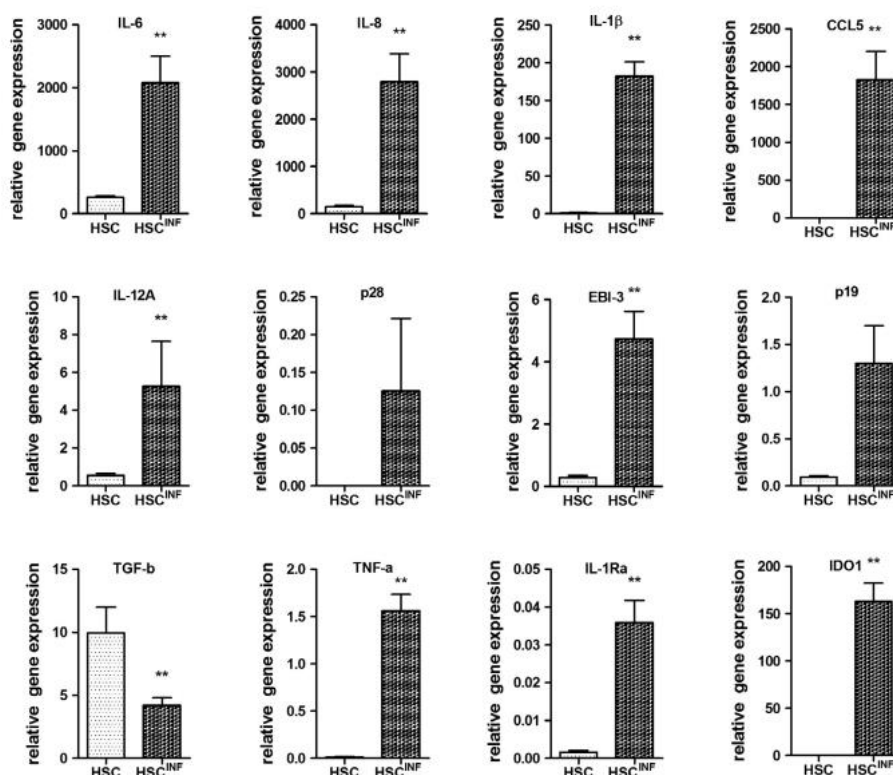 IL-6
relative gene expression
3000
2000
1000
0
**
HSC
HSC^INF
IL-8
relative gene expression
4000
3000
2000
1000
0
**
HSC
HSC^INF
IL-1β
relative gene expression
200
150
100
50
0
**
HSC
HSC^INF
CCL5
relative gene expression
2500
2000
1500
1000
500
0
**
HSC
HSC^INF
IL-12A
relative gene expression
10
8
6
4
2
0
**
HSC
HSC^INF
p28
relative gene expression
0.25
0.20
0.15
0.10
0.05
0.00
HSC
HSC^INF
EBI-3
relative gene expression
6
4
2
0
**
HSC
HSC^INF
p19
relative gene expression
2.0
1.5
1.0
0.5
0.0
HSC
HSC^INF
TGF-b
relative gene expression
15
10
5
0
**
HSC
HSC^INF
TNF-a
relative gene expression
2.0
1.5
1.0
0.5
0.0
**
HSC
HSC^INF
IL-1Ra
relative gene expression
0.05
0.04
0.03
0.02
0.01
0.00
**
HSC
HSC^INF
IDO1
relative gene expression
200
150
100
50
0
**
HSC
HSC^INF